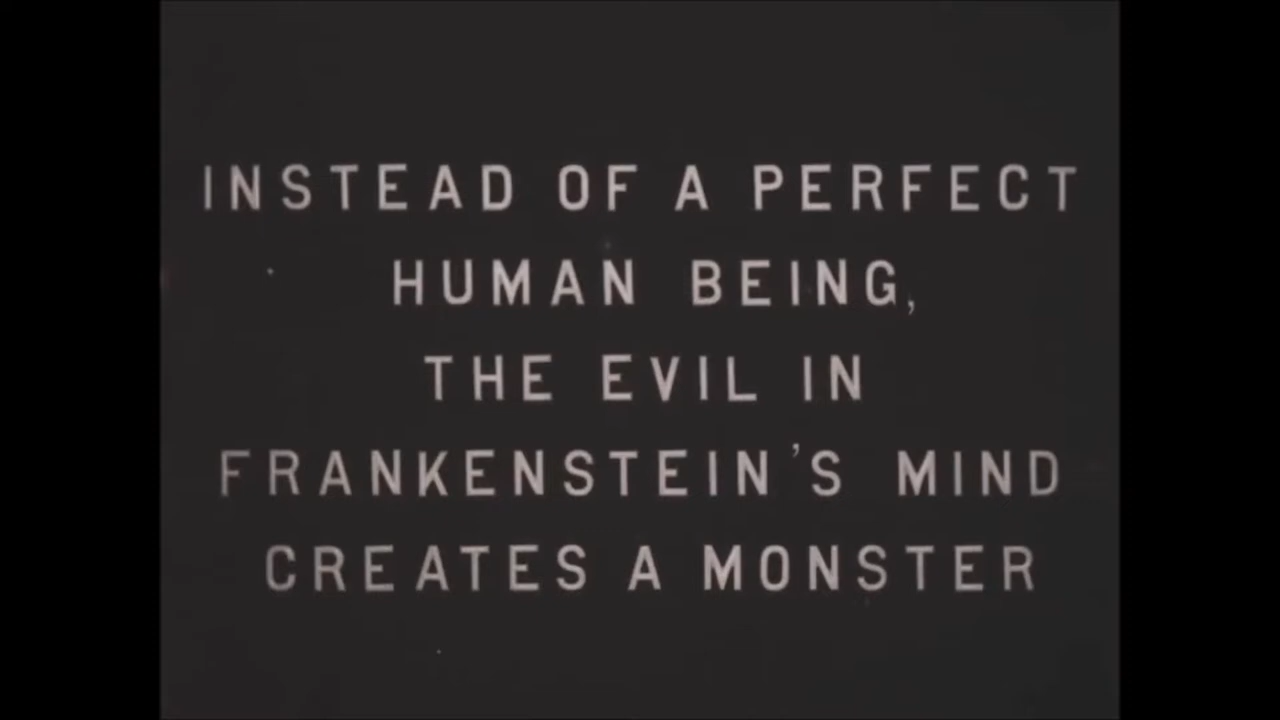 INSTEAD OF A PERFECT
HUMAN BEING,
THE EVIL IN
FRANKENSTEIN'S MIND
CREATES A MONSTER